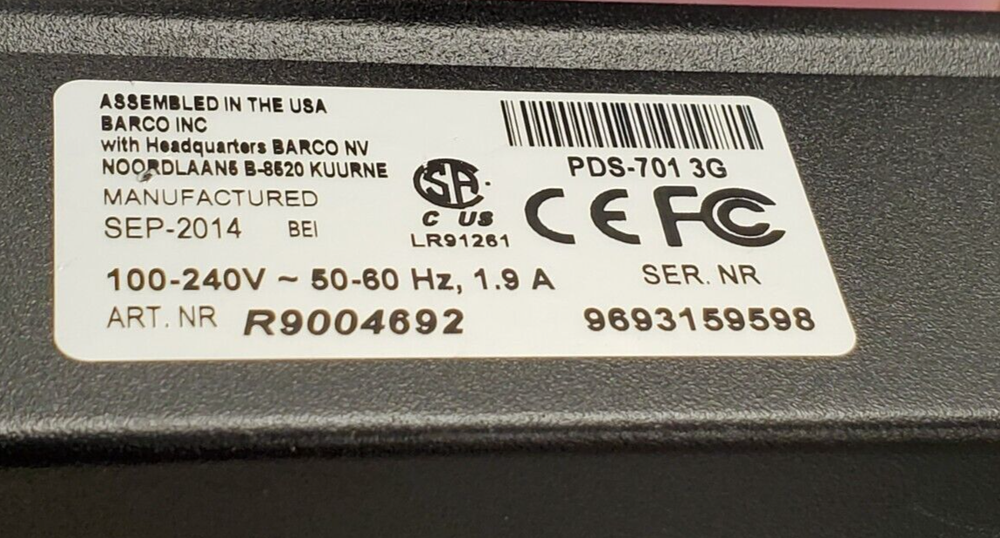 ASSEMBLED IN THE USA
BARCO INC
with Headquarters BARCO NV
NOORDLAAN5 B-8520 KUURNE
MANUFACTURED
SEP-2014 BEI
SA
C US
LR91261
PDS-701 3G
CE FC
100-240V ~ 50-60 Hz, 1.9 A
SER. NR
ART. NR R9004692
9693159598